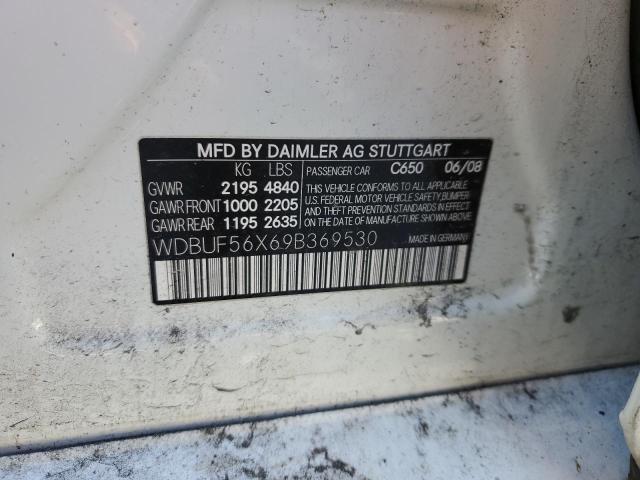 MFD BY DAIMLER AG STUTTGART
KG LBS PASSENGER CAR C650 06/08
GVWR 2195 4840
GAWR FRONT 1000 2205
GAWR REAR 1195 2635
THIS VEHICLE CONFORMS TO ALL APPLICABLE
U.S. FEDERAL MOTOR VEHICLE SAFETY,BUMPER
AND THEFT PREVENTION STANDARDS IN EFFECT
ON THE DATE OF MANUFACTURE SHOWN ABOVE.
WDBUF56X69B369530 MADE IN GERMANY